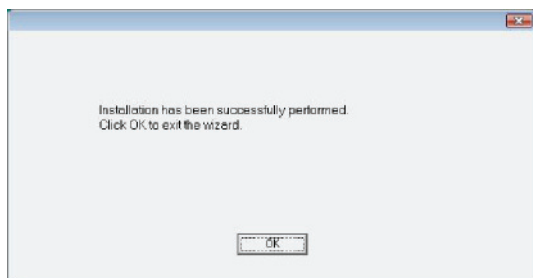 Installation has been successfully performed.
Click OK to exit the wizard.
OK